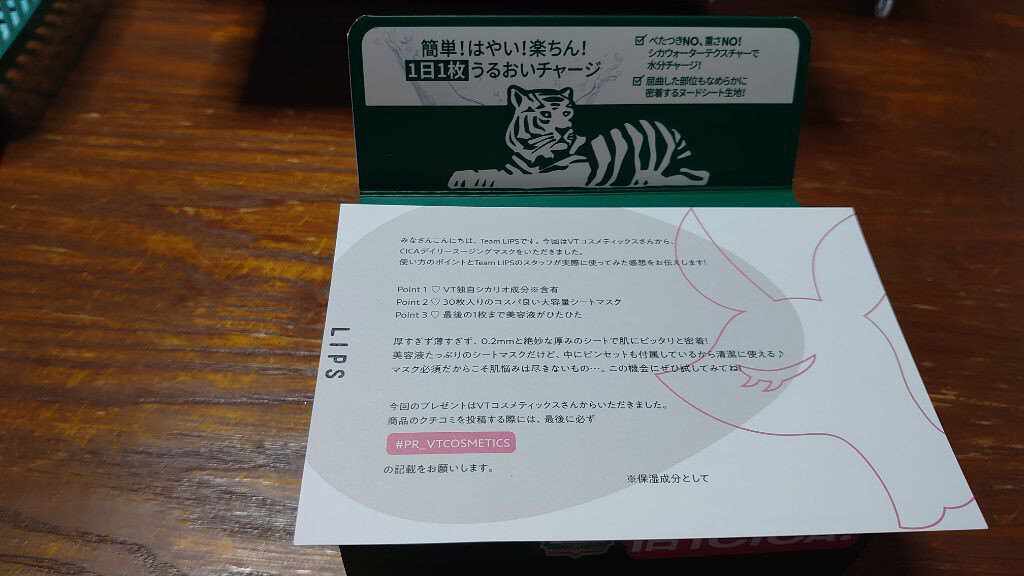 簡単!はやい!楽ちん!
1日1枚うるおいチャージ
べたつきNO、重さNO!
シカウォーターテクスチャーで
水分チャージ!
屈曲した部位もなめらかに
密着するヌードシート生地!
みなさんこんにちは、Team LIPSです。今回はVTコスメティックスさんから、
CICAデイリースージングマスクをいただきました。
使い方のポイントとTeam LIPSのスタッフが実際に使ってみた感想をお伝えします!
Point 1 ♡ VT独自シカリオ成分※含有
Point 2 ♡ 30枚入りのコスパ良い大容量シートマスク
Point 3 ♡ 最後の1枚まで美容液がひたひた
厚すぎず薄すぎず、0.2mmと絶妙な厚みのシートで肌にピッタリと密着!
美容液たっぷりのシートマスクだけど、中にピンセットも付属しているから清潔に使える♪
マスク必須だからこそ肌悩みは尽きないもの…。この機会にぜひ試してみてね!
今回のプレゼントはVTコスメティックスさんからいただきました。
商品のクチコミを投稿する際には、最後に必ず
#PR_VTCOSMETICS
の記載をお願いします。
※保湿成分として
LIPS